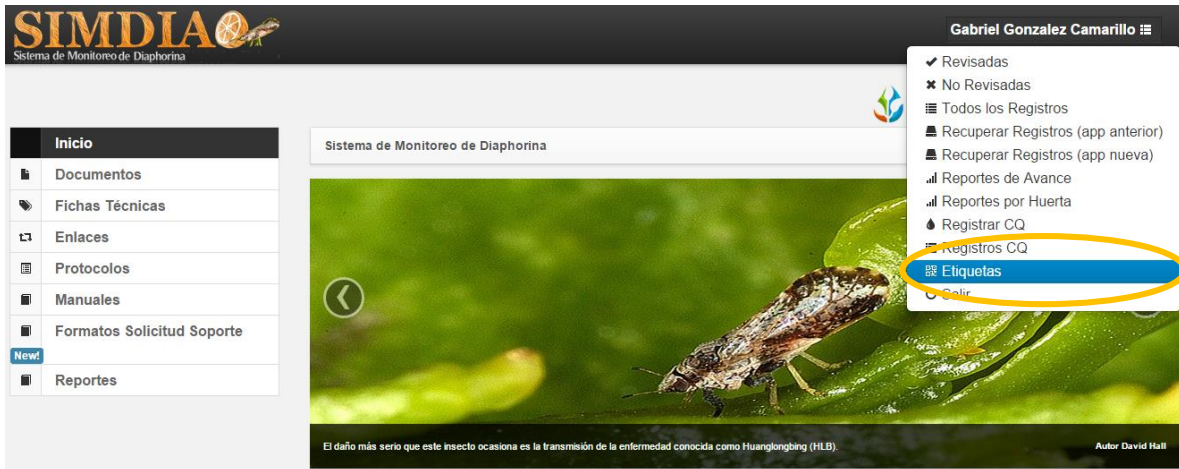 SIMDIA
Sistema de Monitoreo de Diaphorina
Gabriel Gonzalez Camarillo
Revisadas
No Revisadas
Todos los Registros
Recuperar Registros (app anterior)
Recuperar Registros (app nueva)
Reportes de Avance
Reportes por Huerta
Registrar CQ
Registros CQ
Etiquetas
Salir
Inicio
Documentos
Fichas Técnicas
Enlaces
Protocolos
Manuales
Formatos Solicitud Soporte
New!
Reportes
Sistema de Monitoreo de Diaphorina
El daño más serio que este insecto ocasiona es la transmisión de la enfermedad conocida como Huanglongbing (HLB).
Autor David Hall